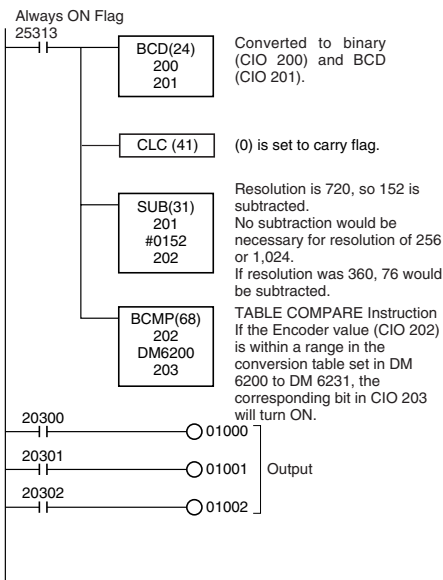 Always ON Flag
25313
BCD(24)
200
201
Converted to binary
(CIO 200) and BCD
(CIO 201).
CLC (41)
(0) is set to carry flag.
SUB(31)
201
#0152
202
Resolution is 720, so 152 is
subtracted.
No subtraction would be
necessary for resolution of 256
or 1,024.
If resolution was 360, 76 would
be subtracted.
BCMP(68)
202
DM6200
203
TABLE COMPARE Instruction
If the Encoder value (CIO 202)
is within a range in the
conversion table set in DM
6200 to DM 6231, the
corresponding bit in CIO 203
will turn ON.
20300
01000
20301
01001
Output
20302
01002